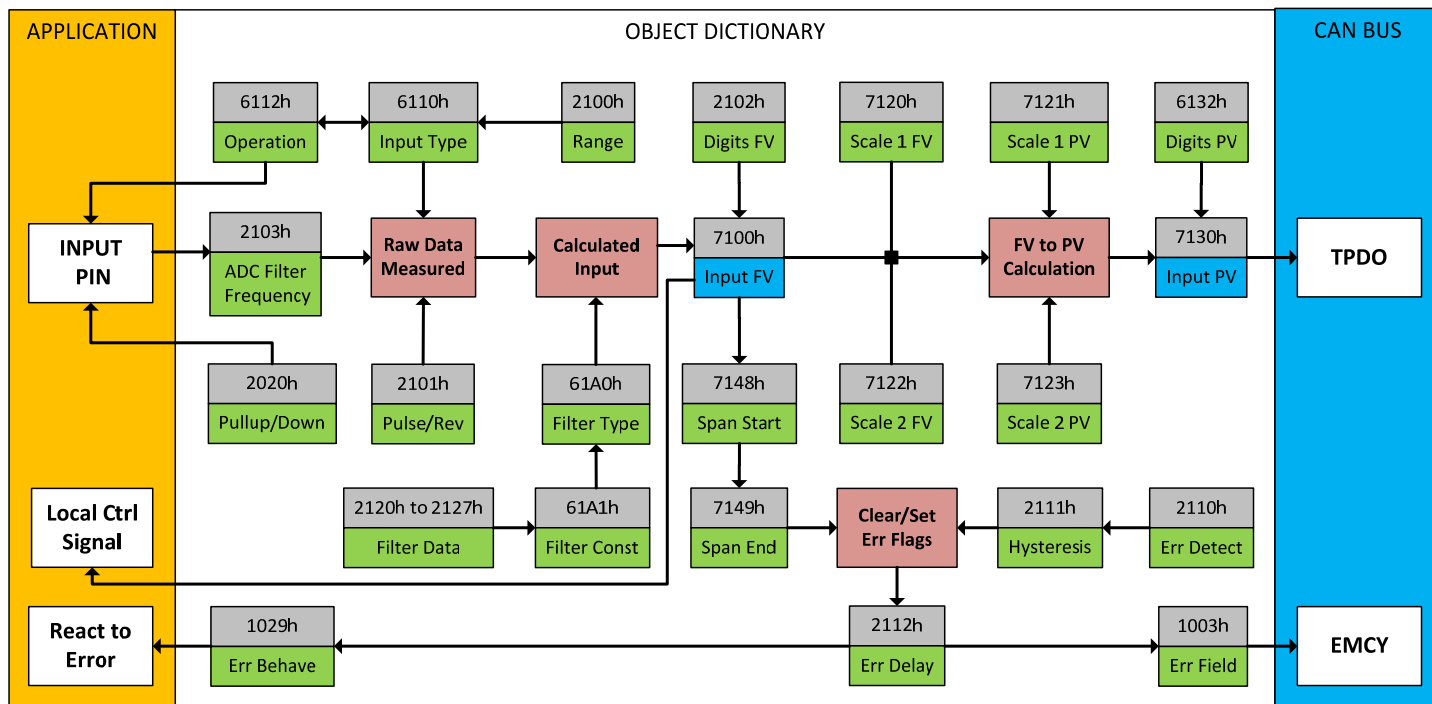 APPLICATION
OBJECT DICTIONARY
CAN BUS
6112h
Operation
6110h
Input Type
2100h
Range
2102h
Digits FV
7120h
Scale 1 FV
7121h
Scale 1 PV
6132h
Digits PV
INPUT
PIN
2103h
ADC Filter
Frequency
Raw Data
Measured
Calculated
Input
7100h
Input FV
FV to PV
Calculation
7130h
Input PV
TPDO
2020h
Pullup/Down
2101h
Pulse/Rev
61A0h
Filter Type
7148h
Span Start
7122h
Scale 2 FV
7123h
Scale 2 PV
Local Ctrl
Signal
2120h to 2127h
Filter Data
61A1h
Filter Const
7149h
Span End
Clear/Set
Err Flags
2111h
Hysteresis
2110h
Err Detect
React to
Error
1029h
Err Behave
2112h
Err Delay
1003h
Err Field
EMCY